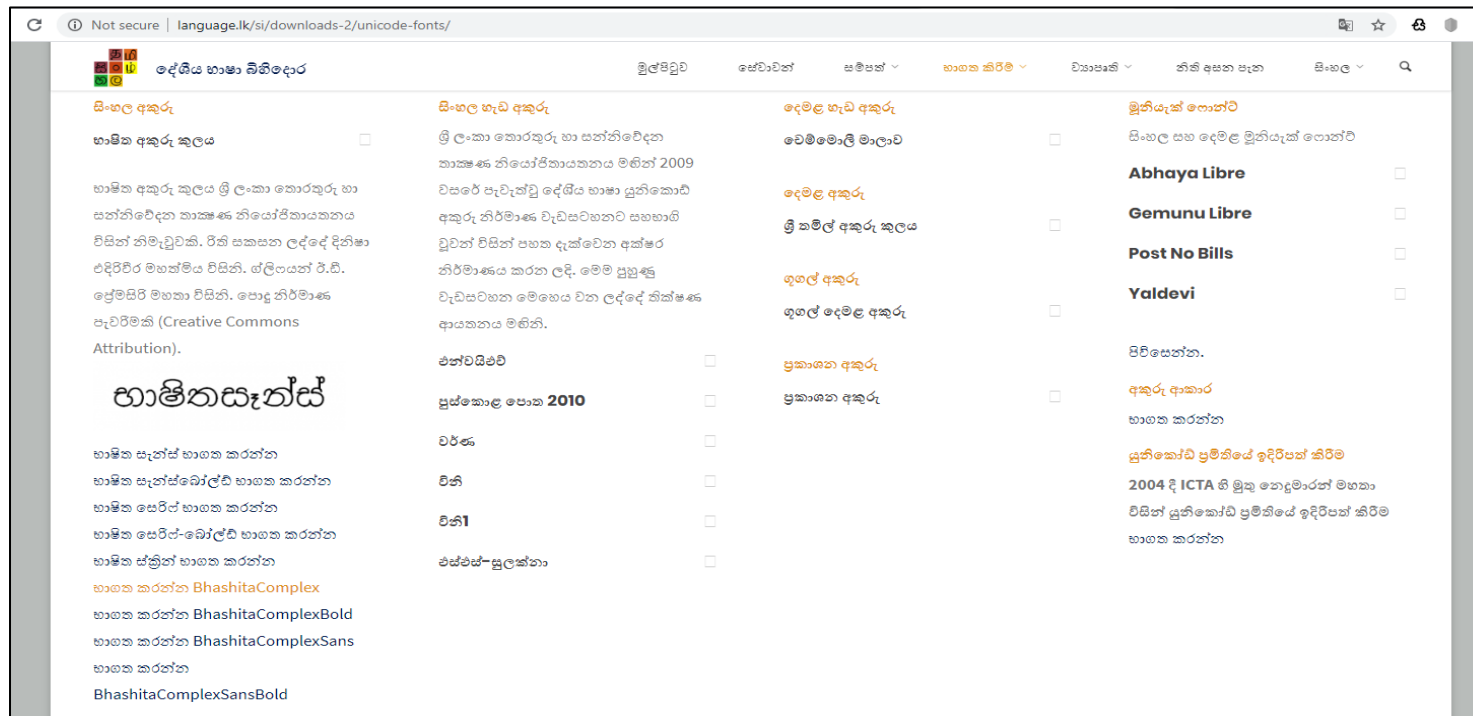 Not secure | language.lk/si/downloads-2/unicode-fonts/
දේශීය භාෂා බිහිදොර
මුල්පිටුව සේවාවන් සම්පත් භාගත කිරීම් ව්‍යාපෘති නිති අසන පැන සිංහල
සිංහල අකුරු
භාෂිත අකුරු කුලය
භාෂිත අකුරු කුලය ශ්‍රී ලංකා තොරතුරු හා
සන්නිවේදන තාක්‍ෂණ නියෝජිතායතනය
විසින් නිමැවුවකි. රීති සකසන ලද්දේ දිනිෂා
එදිරිවීර මහත්මිය විසිනි. ග්ලිෆයන් ර්.ඩී.
ප්‍රේමසිරි මහතා විසිනි. පොදු නිර්මාණ
පැවරීමකි (Creative Commons
Attribution).
භාෂිතසෑන්ස්
භාෂිත සැන්ස් භාගත කරන්න
භාෂිත සැන්ස්බෝල්ඩ් භාගත කරන්න
භාෂිත සෙරිෆ් භාගත කරන්න
භාෂිත සෙරිෆ්-බෝල්ඩ් භාගත කරන්න
භාෂිත ස්ක්‍රින් භාගත කරන්න
භාගත කරන්න BhashitaComplex
භාගත කරන්න BhashitaComplexBold
භාගත කරන්න BhashitaComplexSans
භාගත කරන්න
BhashitaComplexSansBold
සිංහල හැඩ අකුරු
ශ්‍රී ලංකා තොරතුරු හා සන්නිවේදන
තාක්‍ෂණ නියෝජිතායතනය මඟින් 2009
වසරේ පැවැත්වූ දේශීය භාෂා යුනිකොඩ්
අකුරු නිර්මාණ වැඩසටහනට සහභාගි
වූවන් විසින් පහත දැක්වෙන අක්ෂර
නිර්මාණය කරන ලදි. මෙම පුහුණු
වැඩසටහන මෙහෙය වන ලද්දේ තික්ෂණ
ආයතනය මඟිනි.
එන්වයිඑච්
පුස්කොළ පොත 2010
වර්ණ
විනි
විනි1
එස්එස්–සුලක්නා
දෙමළ හැඩ අකුරු
චෙම්මොලි මාලාව
දෙමළ අකුරු
ශ්‍රී තමිල් අකුරු කුලය
ගූගල් අකුරු
ගූගල් දෙමළ අකුරු
ප්‍රකාශන අකුරු
ප්‍රකාශන අකුරු
මූනියැක් ෆොන්ට්
සිංහල සහ දෙමළ මූනියැක් ෆොන්ට්
Abhaya Libre
Gemunu Libre
Post No Bills
Yaldevi
පිවිසෙන්න.
අකුරු ආකාර
භාගත කරන්න
යුනිකෝඩ් ප්‍රමිතියේ ඉදිරිපත් කිරීම
2004 දී ICTA හි මුතු නෙදුමාරන් මහතා
විසින් යුනිකෝඩ් ප්‍රමිතියේ ඉදිරිපත් කිරීම
භාගත කරන්න